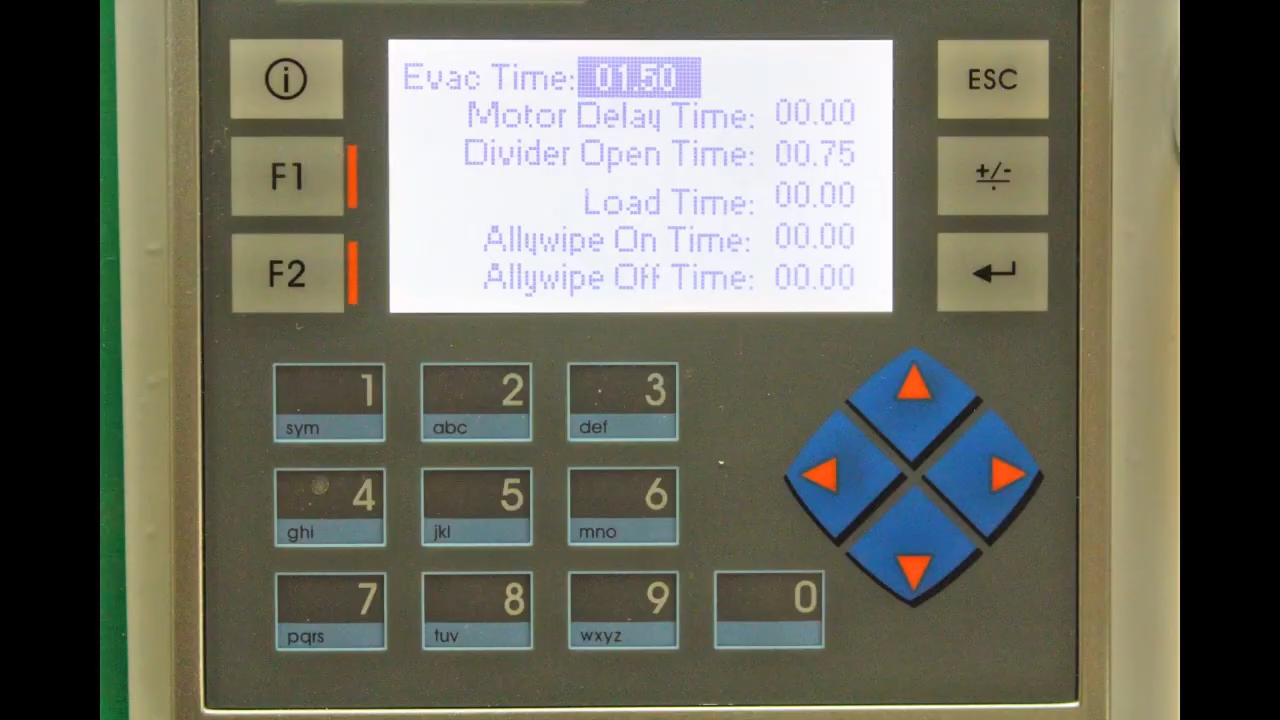 i
F1
F2
Evac Time: 01.50
Motor Delay Time: 00.00
Divider Open Time: 00.75
Load Time: 00.00
Allywipe On Time: 00.00
Allywipe Off Time: 00.00
ESC
+/-
.
1
sym
2
abc
3
def
4
ghi
5
jkl
6
mno
7
pqrs
8
tuv
9
wxyz
0